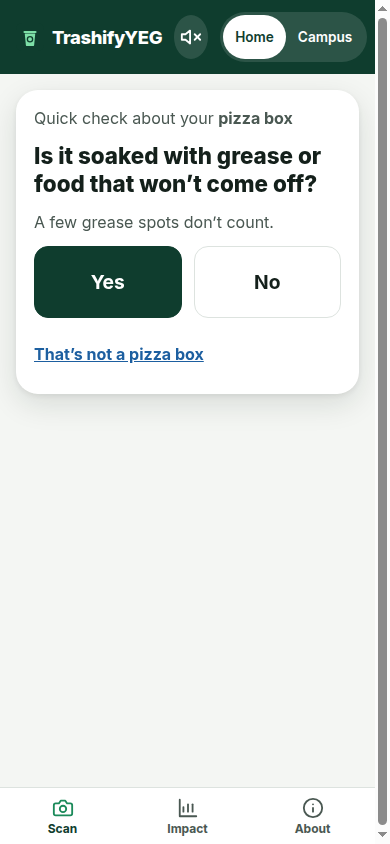 TrashifyYEG
Home
Campus
Quick check about your pizza box
Is it soaked with grease or
food that won’t come off?
A few grease spots don’t count.
Yes
No
That’s not a pizza box
Scan
Impact
About